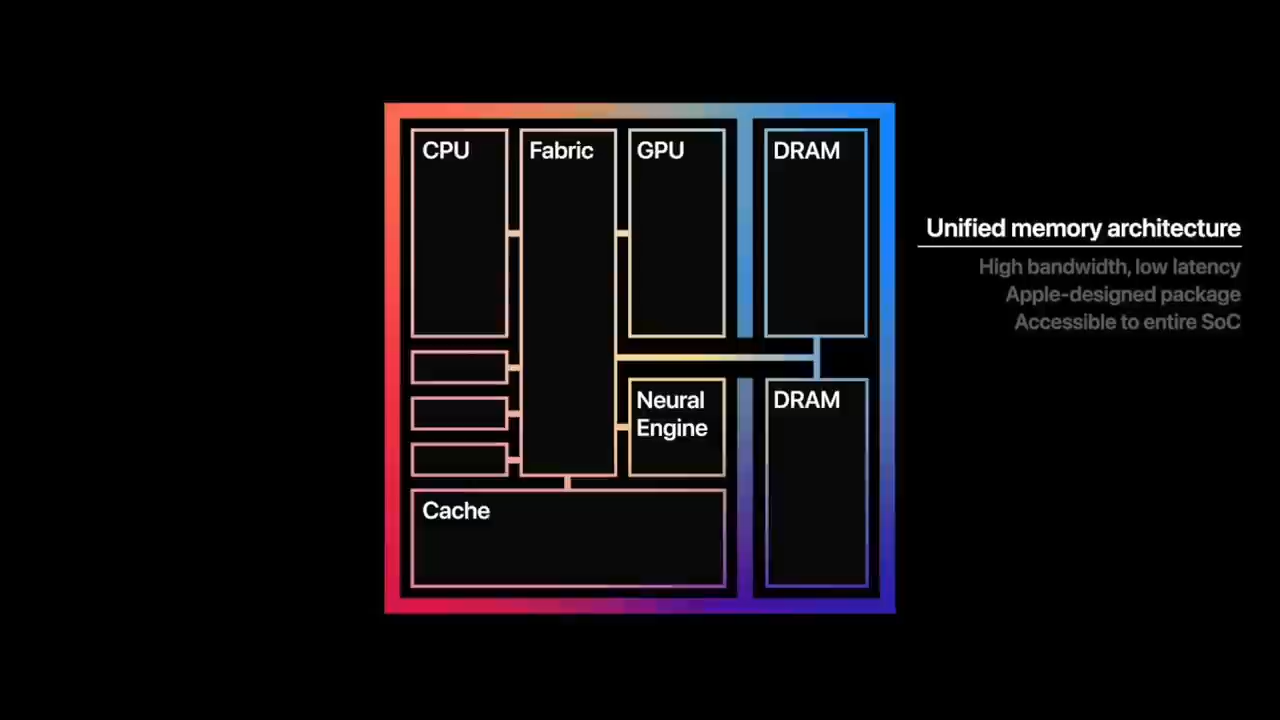 CPU
Fabric
GPU
DRAM
Neural
Engine
DRAM
Cache
Unified memory architecture
High bandwidth, low latency
Apple-designed package
Accessible to entire SoC